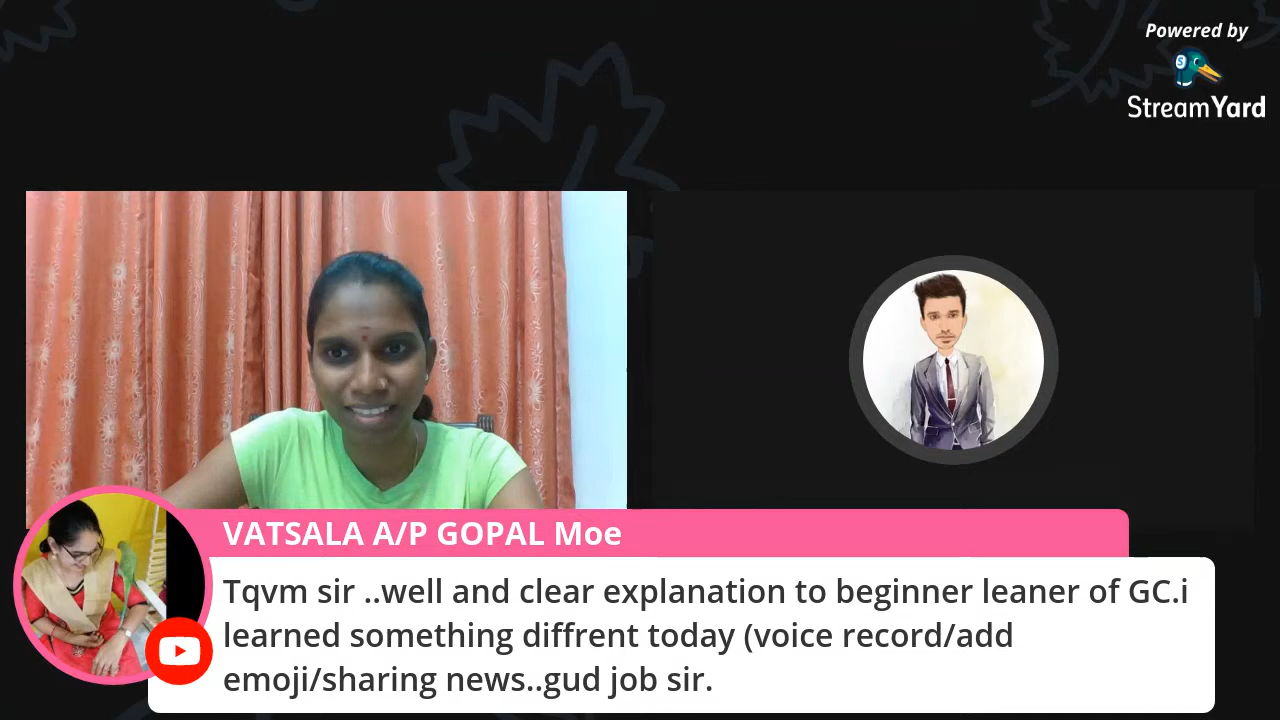 Powered by
StreamYard
VATSALA A/P GOPAL Moe
Tqvm sir ..well and clear explanation to beginner leaner of GC.i
learned something diffrent today (voice record/add
emoji/sharing news..gud job sir.